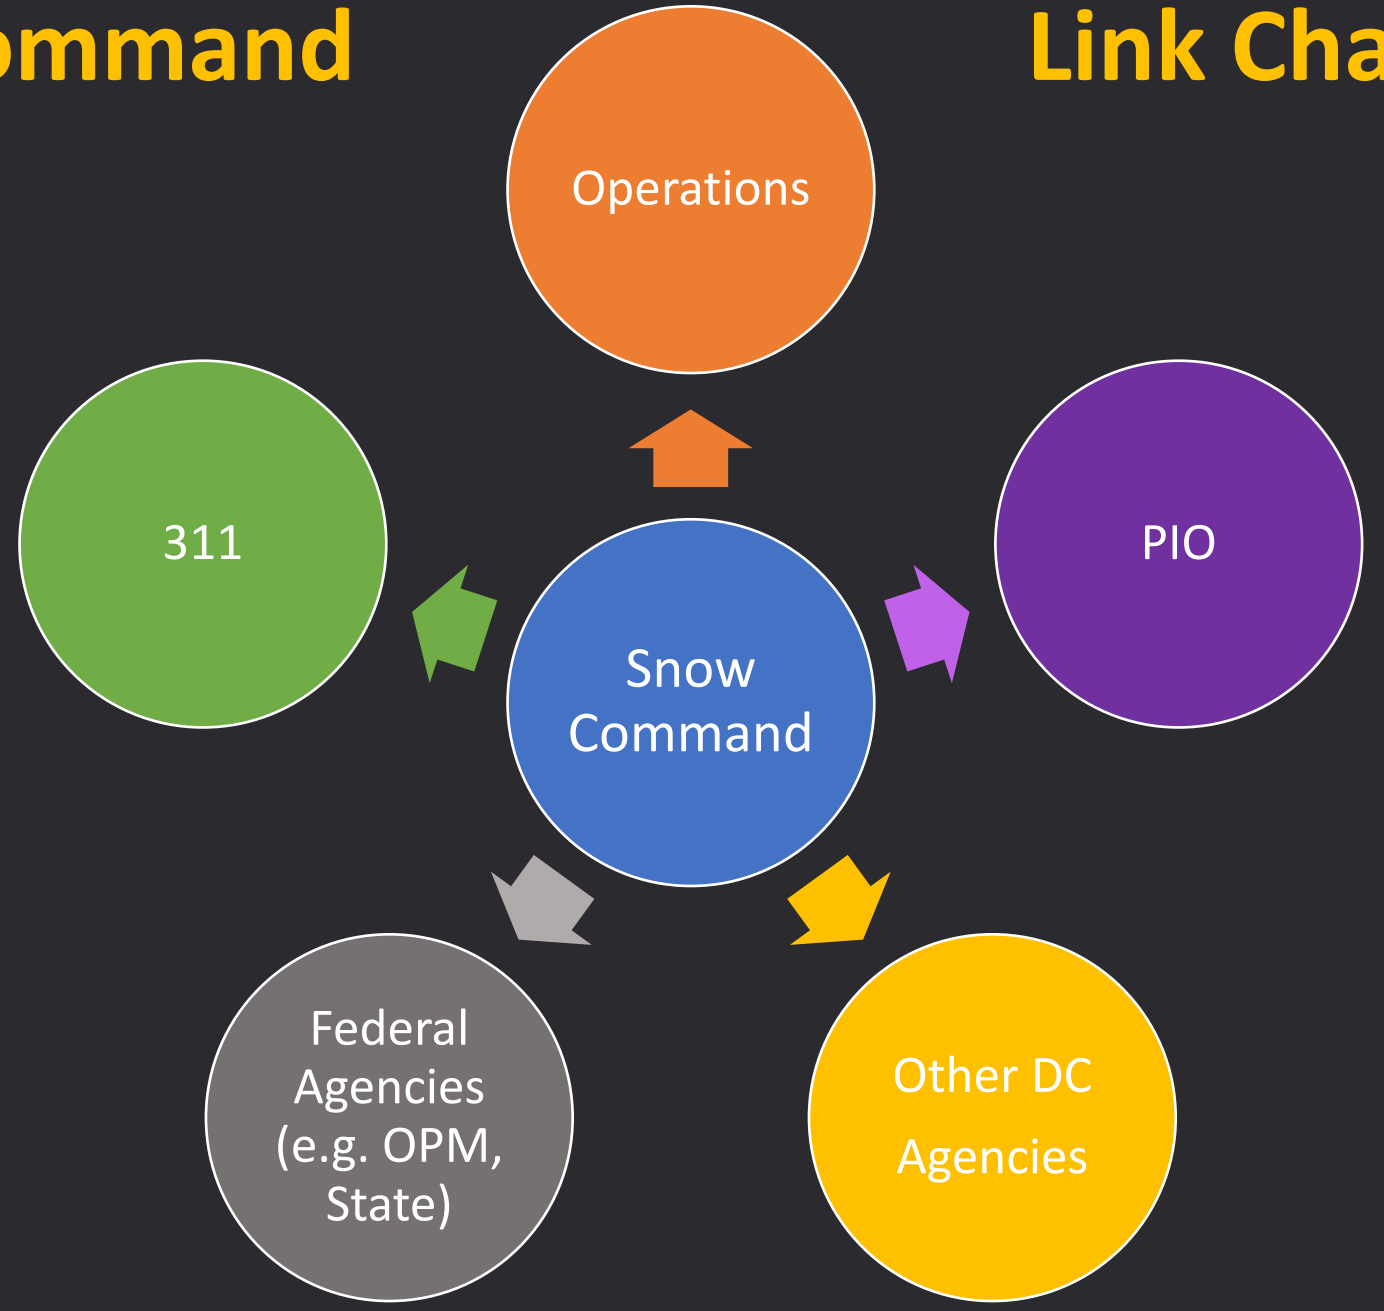 ommand
Link Cha
Operations
311
PIO
Snow
Command
Federal
Agencies
(e.g. OPM,
State)
Other DC
Agencies